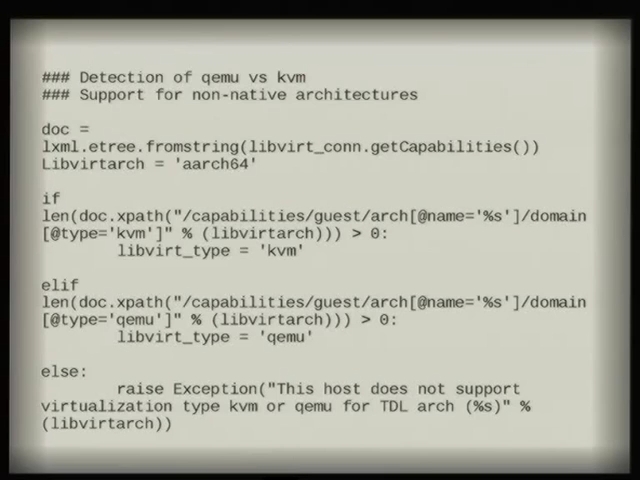 ### Detection of qemu vs kvm
### Support for non-native architectures
doc =
lxml.etree.fromstring(libvirt_conn.getCapabilities())
Libvirtarch = 'aarch64'
if
len(doc.xpath("/capabilities/guest/arch[@name='%s']/domain
[@type='kvm']" % (libvirtarch))) > 0:
libvirt_type = 'kvm'
elif
len(doc.xpath("/capabilities/guest/arch[@name='%s']/domain
[@type='qemu']" % (libvirtarch))) > 0:
libvirt_type = 'qemu'
else:
raise Exception("This host does not support
virtualization type kvm or qemu for TDL arch (%s)" %
(libvirtarch))